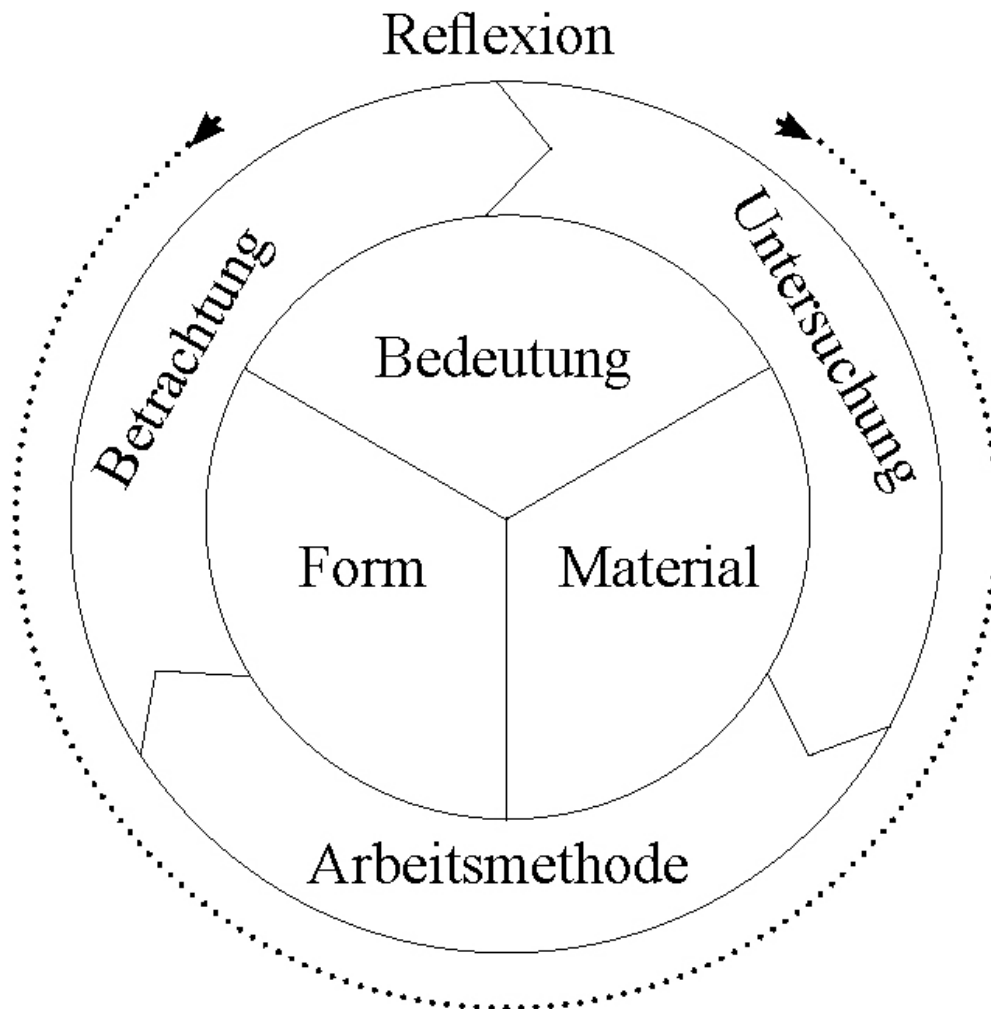 Reflexion
Betrachtung
Untersuchung
Bedeutung
Form
Material
Arbeitsmethode